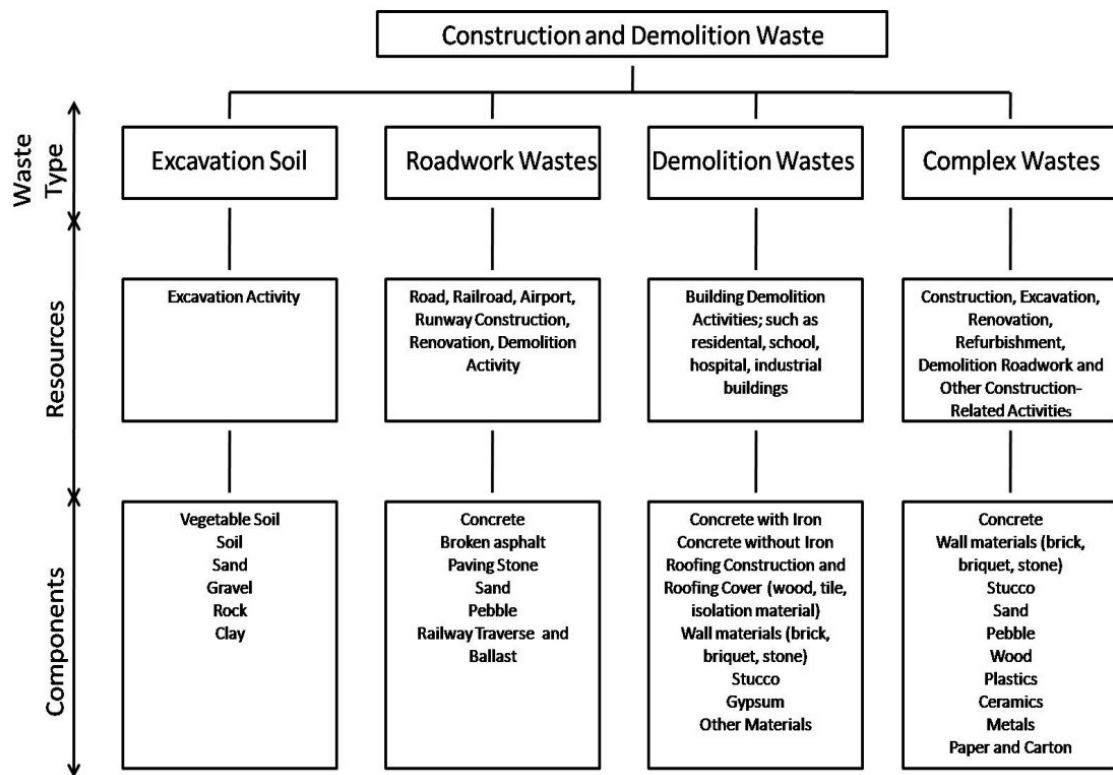 Construction and Demolition Waste
Waste
Type
Excavation Soil
Roadwork Wastes
Demolition Wastes
Complex Wastes
Resources
Excavation Activity
Road, Railroad, Airport,
Runway Construction,
Renovation, Demolition
Activity
Building Demolition
Activities; such as
residental, school,
hospital, industrial
buildings
Construction, Excavation,
Renovation,
Refurbishment,
Demolition Roadwork and
Other Construction-
Related Activities
Components
Vegetable Soil
Soil
Sand
Gravel
Rock
Clay
Concrete
Broken asphalt
Paving Stone
Sand
Pebble
Railway Traverse and
Ballast
Concrete with Iron
Concrete without Iron
Roofing Construction and
Roofing Cover (wood, tile,
isolation material)
Wall materials (brick,
briquet, stone)
Stucco
Gypsum
Other Materials
Concrete
Wall materials (brick,
briquet, stone)
Stucco
Sand
Pebble
Wood
Plastics
Ceramics
Metals
Paper and Carton